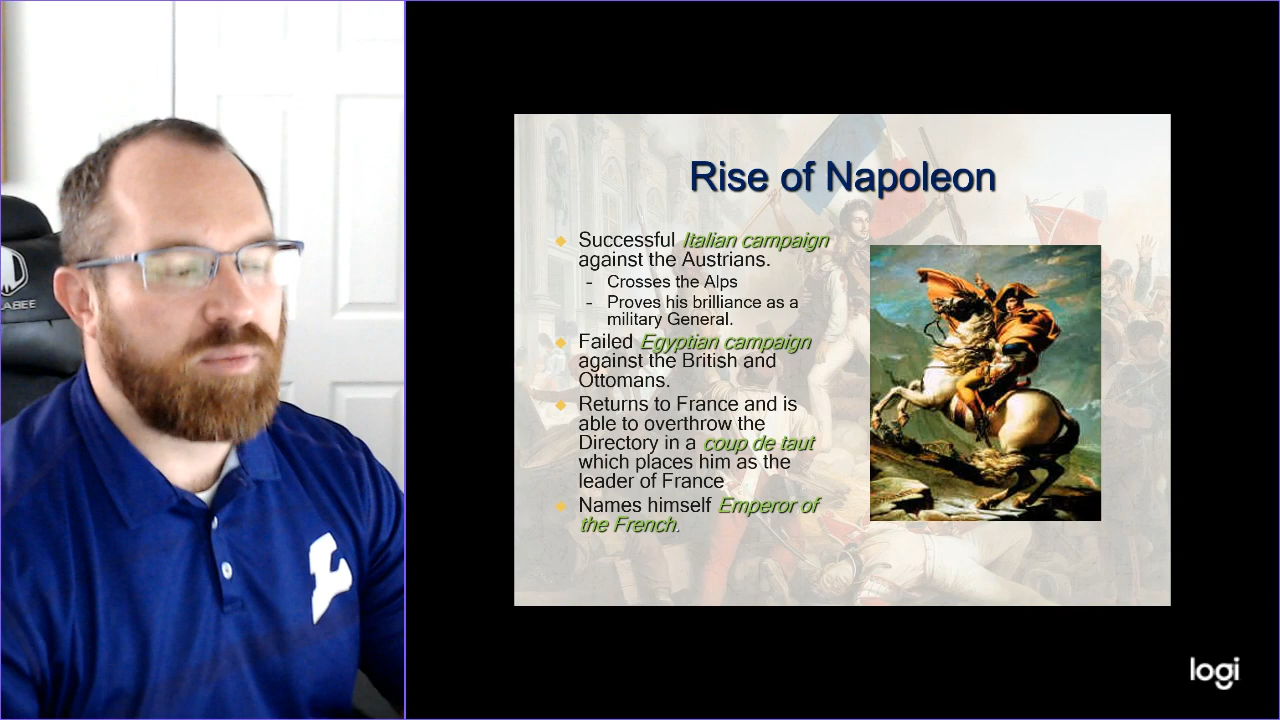 ABEE
Rise of Napoleon
Successful Italian campaign
against the Austrians.
- Crosses the Alps
- Proves his brilliance as a
military General.
Failed Egyptian campaign
against the British and
Ottomans.
Returns to France and is
able to overthrow the
Directory in a coup de taut
which places him as the
leader of France
Names himself Emperor of
the French.
logi